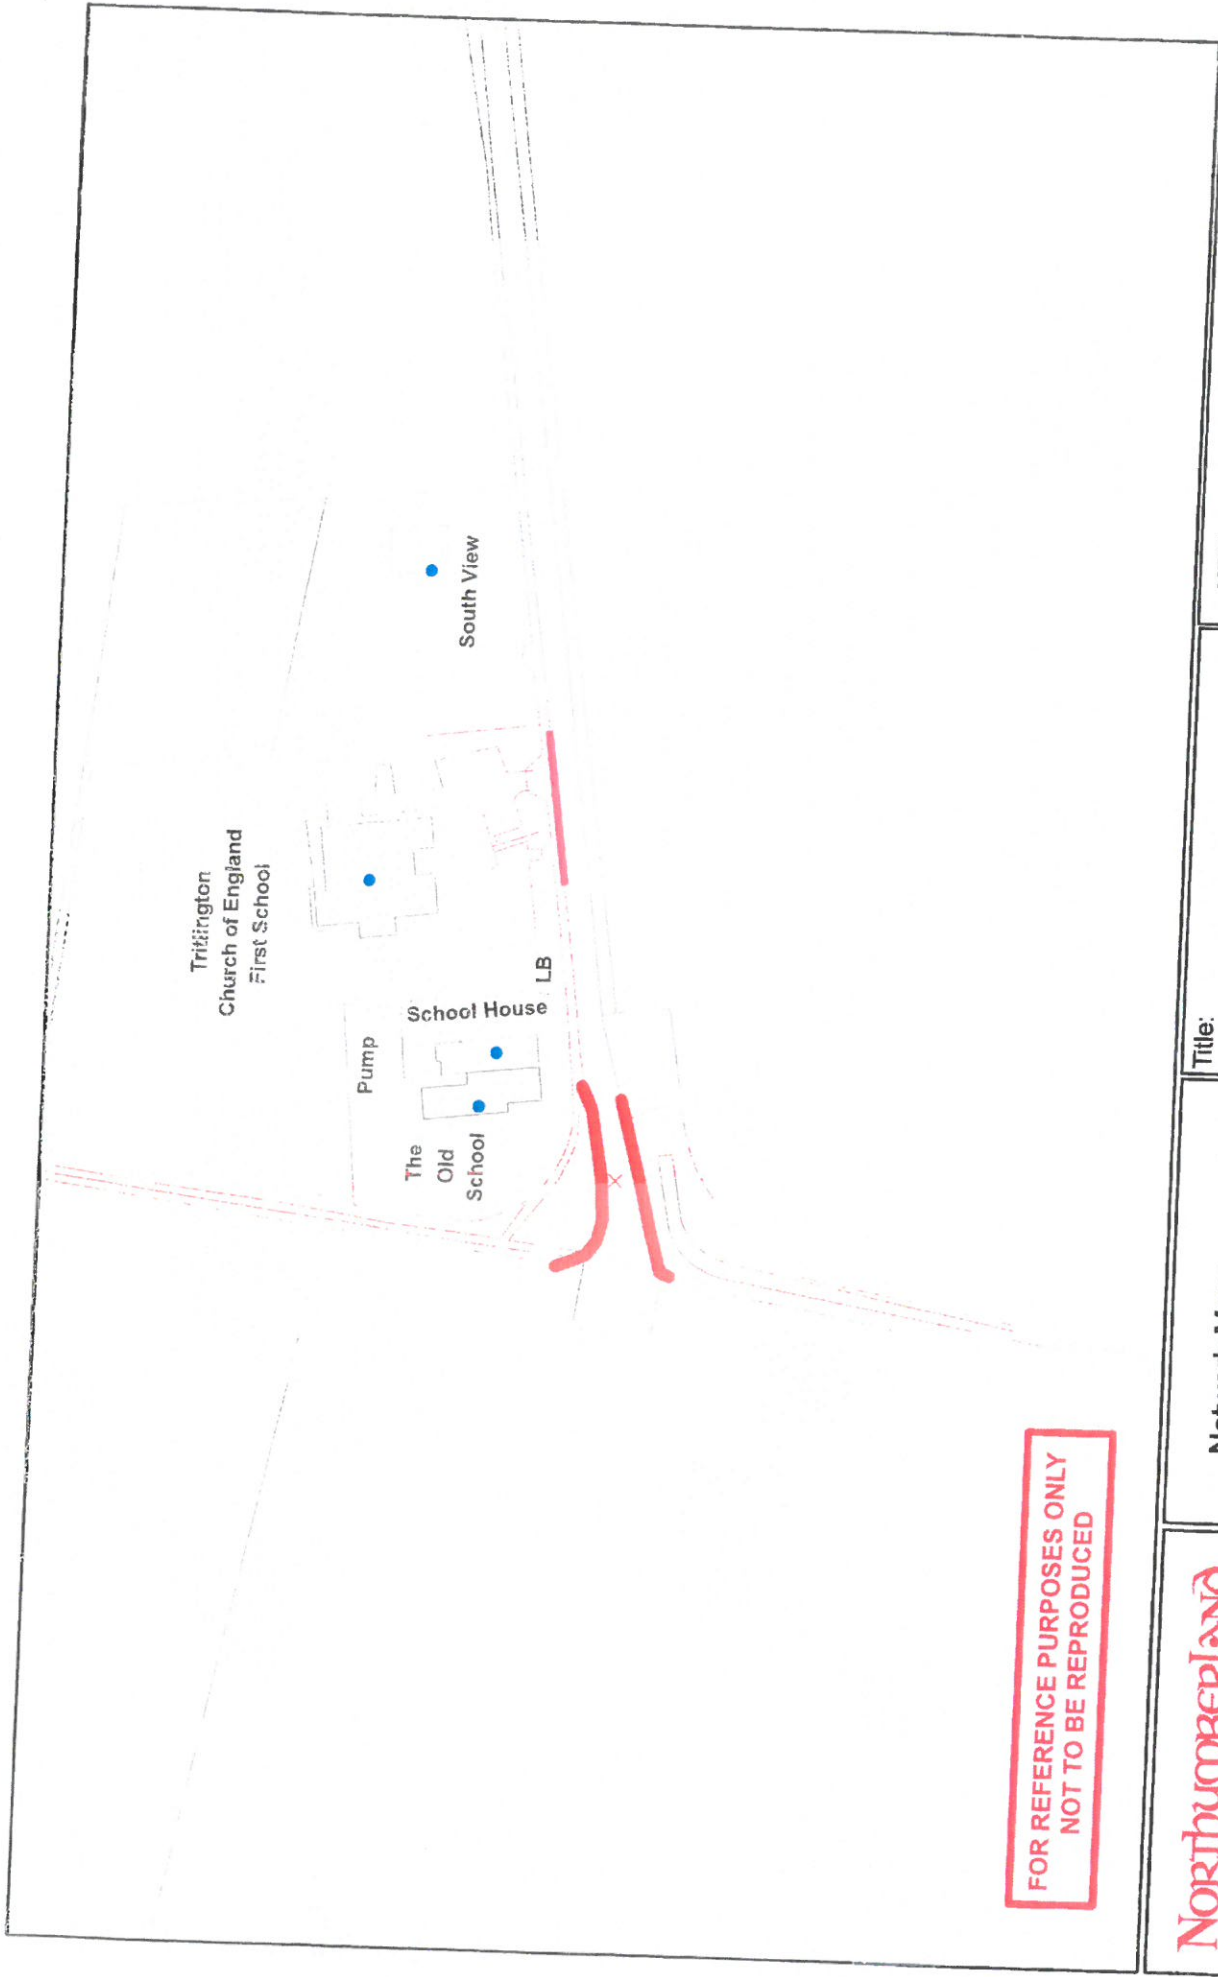 Trittlington
Church of England
First School
South View
Pump
School House
LB
The
Old
School
FOR REFERENCE PURPOSES ONLY
NOT TO BE REPRODUCED
NORTHUMBERLAND
Title: